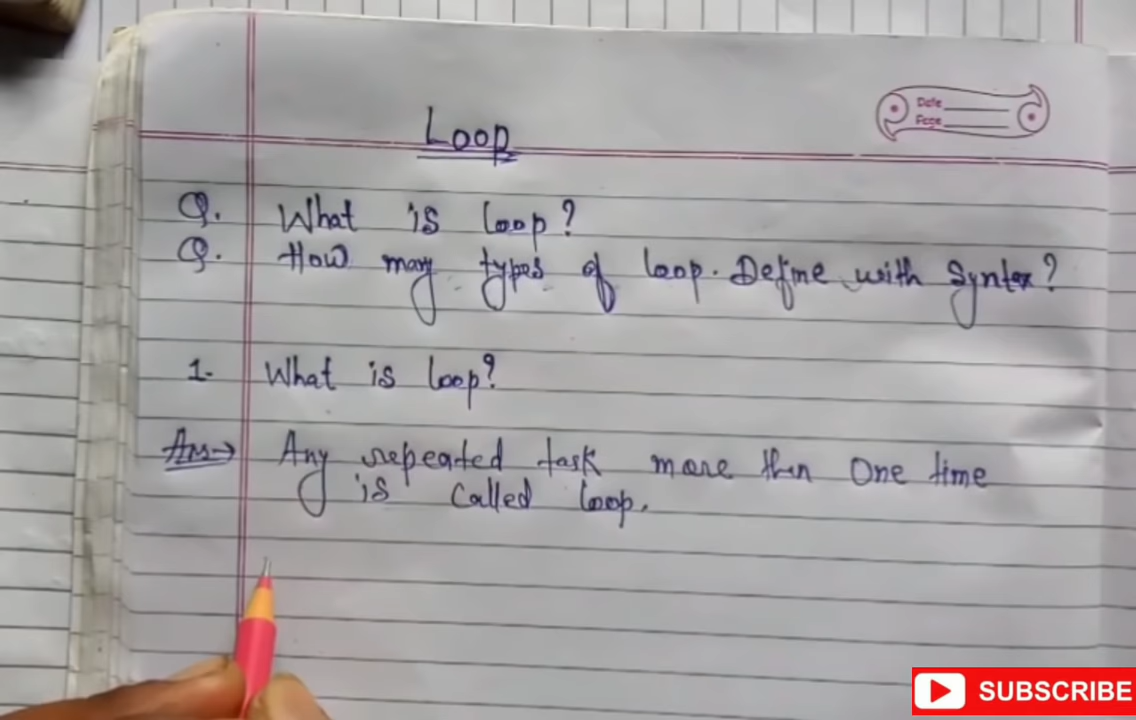 Loop
Date
Page
Q. What is loop?
Q. How many types of loop. Define with Syntax?
1. What is loop?
Ans→ Any repeated task more then One time
is called loop.
SUBSCRIBE